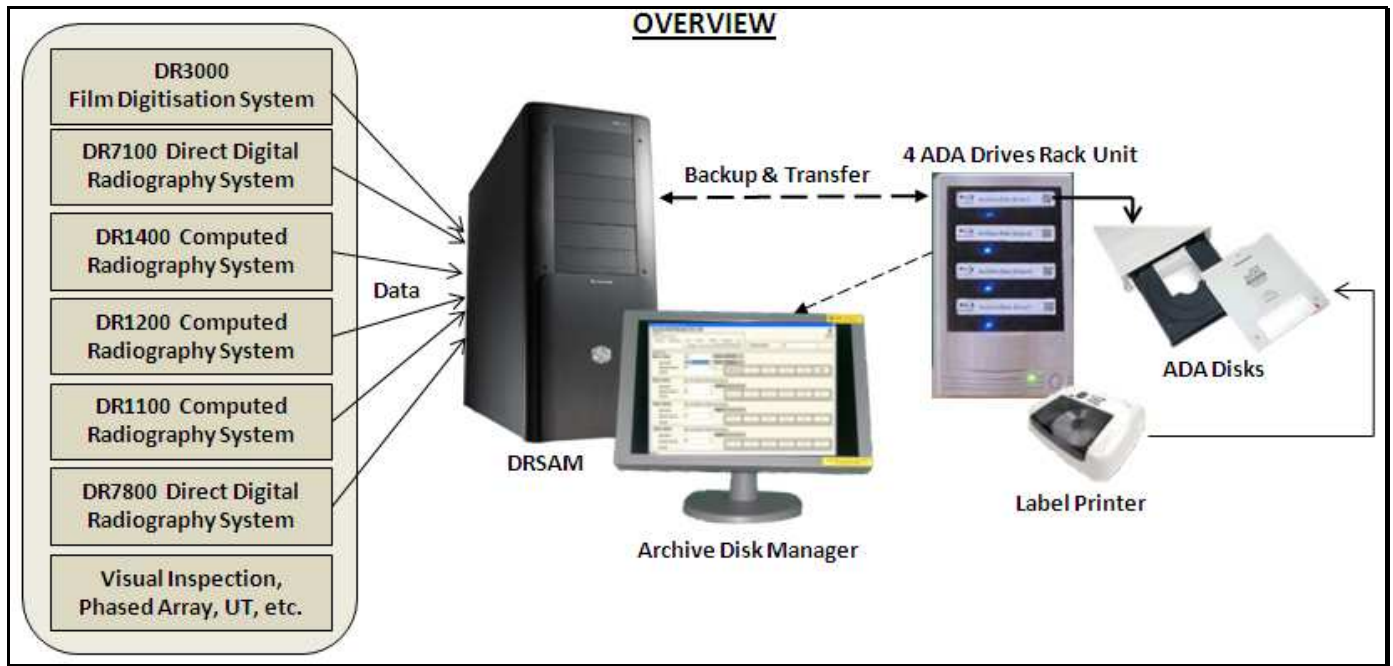 OVERVIEW
DR3000
Film Digitisation System
DR7100 Direct Digital
Radiography System
DR1400 Computed
Radiography System
DR1200 Computed
Radiography System
DR1100 Computed
Radiography System
DR7800 Direct Digital
Radiography System
Visual Inspection,
Phased Array, UT, etc.
Data
DRSAM
Backup & Transfer
Archive Disk Manager
4 ADA Drives Rack Unit
ADA Disks
Label Printer